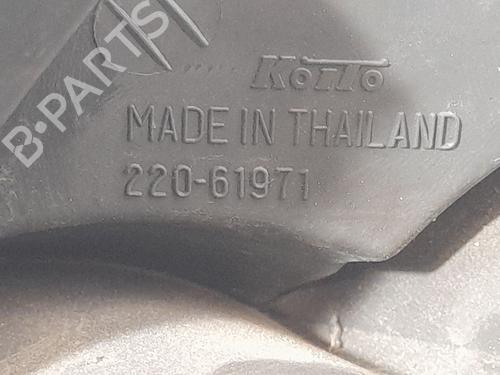 B-PARTS
Koito
MADE IN THAILAND
220-61971